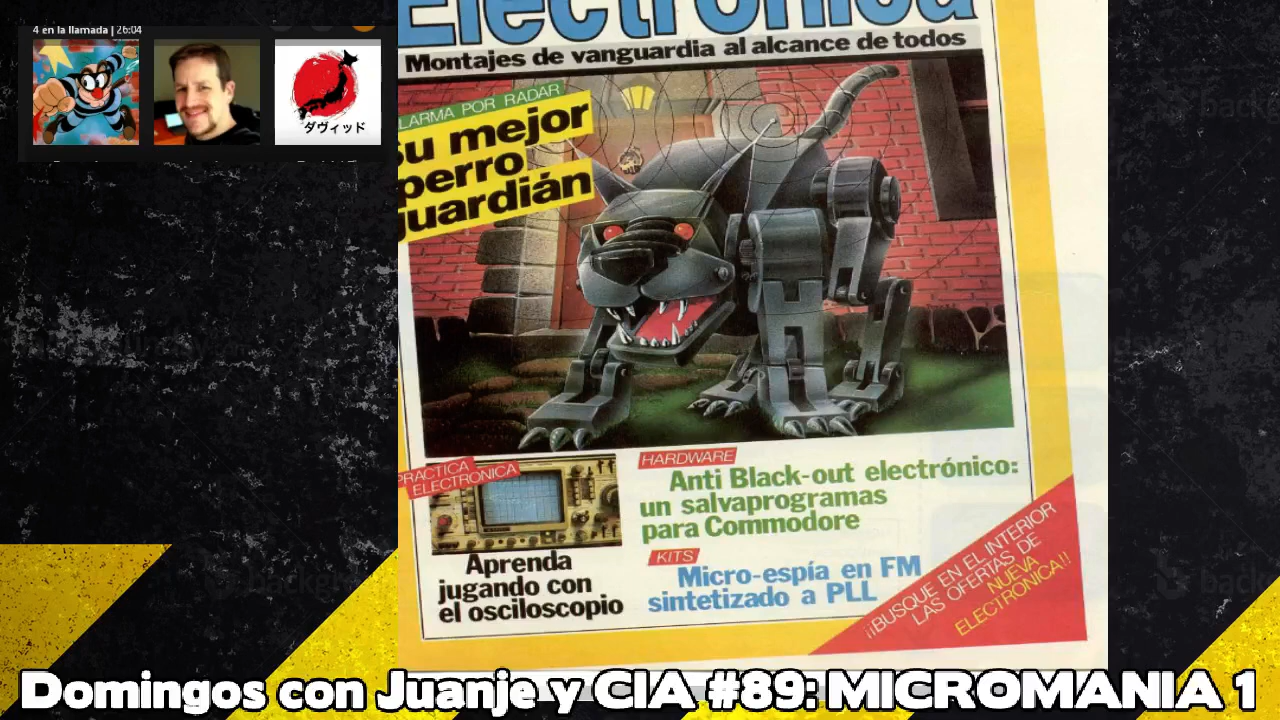 4 en la llamada | 26:04
ダヴィッド
Electrónica
Montajes de vanguardia al alcance de todos
LARMA POR RADAR
su mejor
perro
guardián
PRACTICA
ELECTRONICA
Aprenda
jugando con
el osciloscopio
HARDWARE
Anti Black-out electrónico:
un salvaprogramas
para Commodore
KITS
Micro-espía en FM
sintetizado a PLL
¡¡BUSQUE EN EL INTERIOR
LAS OFERTAS DE
NUEVA
ELECTRONICA!!
Domingos con Juanje y CIA #89: MICROMANIA 1